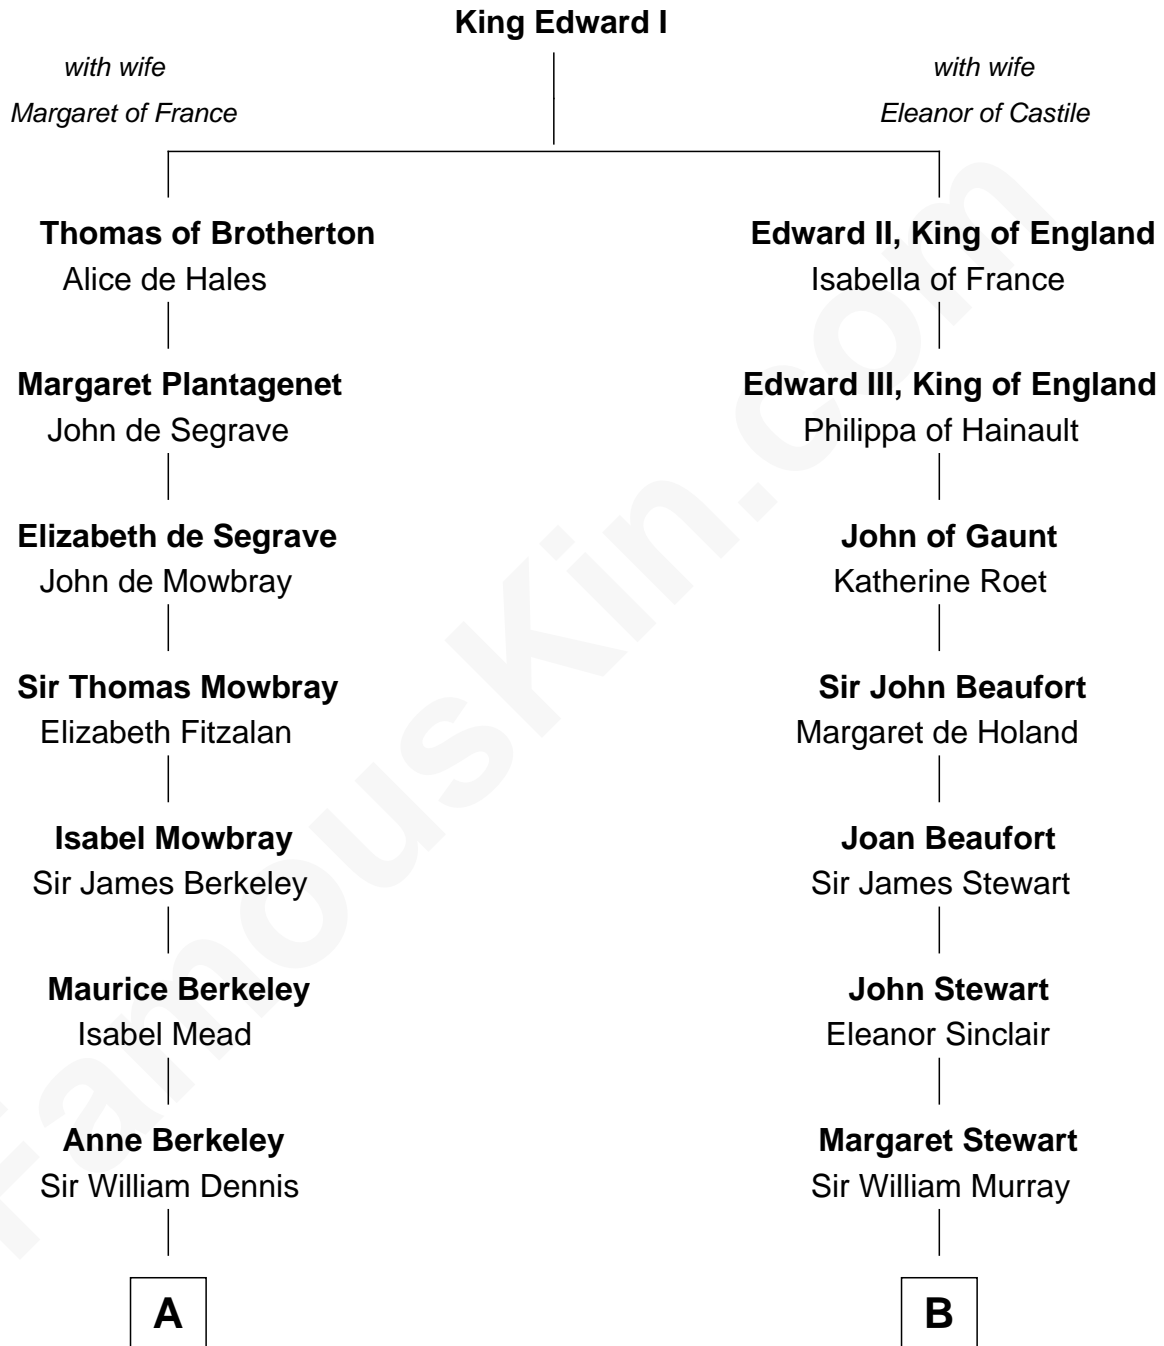 King Edward I
with wife
Margaret of France
with wife
Eleanor of Castile
Thomas of Brotherton
Alice de Hales
Edward II, King of England
Isabella of France
Margaret Plantagenet
John de Segrave
Edward III, King of England
Philippa of Hainault
Elizabeth de Segrave
John de Mowbray
John of Gaunt
Katherine Roet
Sir Thomas Mowbray
Elizabeth Fitzalan
Sir John Beaufort
Margaret de Holand
Isabel Mowbray
Sir James Berkeley
Joan Beaufort
Sir James Stewart
Maurice Berkeley
Isabel Mead
John Stewart
Eleanor Sinclair
Anne Berkeley
Sir William Dennis
Margaret Stewart
Sir William Murray
A
B
FamousKin.com